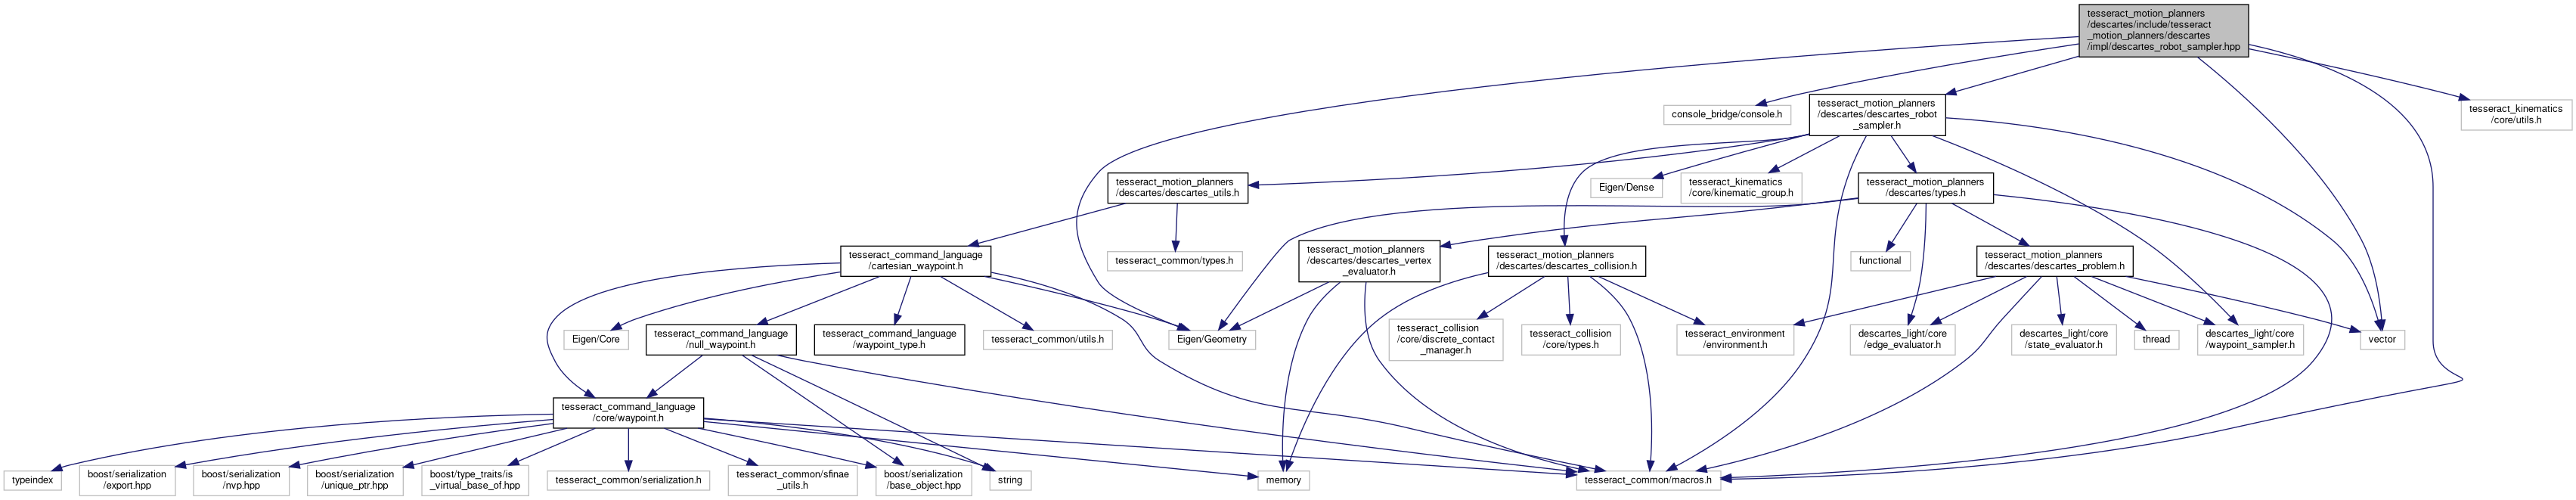 tesseract_motion_planners
/descartes/include/tesseract
_motion_planners/descartes
/impl/descartes_robot_sampler.hpp
console_bridge/console.h
tesseract_motion_planners
/descartes/descartes_robot
_sampler.h
tesseract_kinematics
/core/utils.h
tesseract_motion_planners
/descartes/descartes_utils.h
Eigen/Dense
tesseract_kinematics
/core/kinematic_group.h
tesseract_motion_planners
/descartes/types.h
tesseract_command_language
/cartesian_waypoint.h
tesseract_common/types.h
tesseract_motion_planners
/descartes/descartes_vertex
_evaluator.h
tesseract_motion_planners
/descartes/descartes_collision.h
functional
tesseract_motion_planners
/descartes/descartes_problem.h
Eigen/Core
tesseract_command_language
/null_waypoint.h
tesseract_command_language
/waypoint_type.h
tesseract_common/utils.h
Eigen/Geometry
tesseract_collision
/core/discrete_contact
_manager.h
tesseract_collision
/core/types.h
tesseract_environment
/environment.h
descartes_light/core
/edge_evaluator.h
descartes_light/core
/state_evaluator.h
thread
descartes_light/core
/waypoint_sampler.h
vector
tesseract_command_language
/core/waypoint.h
typeindex
boost/serialization
/export.hpp
boost/serialization
/nvp.hpp
boost/serialization
/unique_ptr.hpp
boost/type_traits/is
_virtual_base_of.hpp
tesseract_common/serialization.h
tesseract_common/sfinae
_utils.h
boost/serialization
/base_object.hpp
string
memory
tesseract_common/macros.h